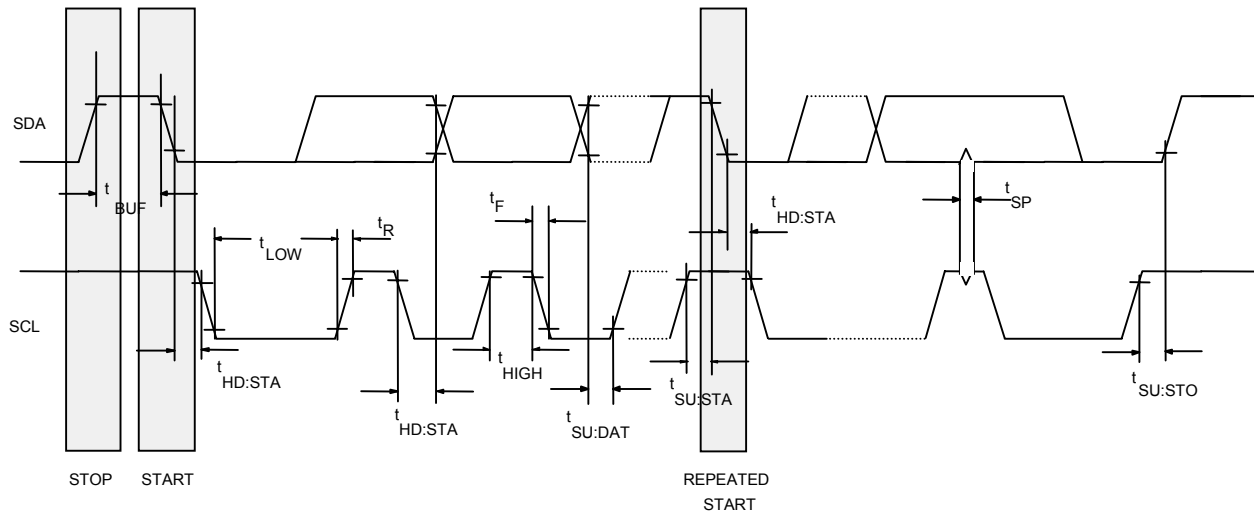 SDA
t BUF
t F
t R
t LOW
t HD:STA
t SP
SCL
t HD:STA
t HIGH
t HD:STA
t SU:DAT
t SU:STA
t SU:STO
STOP
START
REPEATED
START